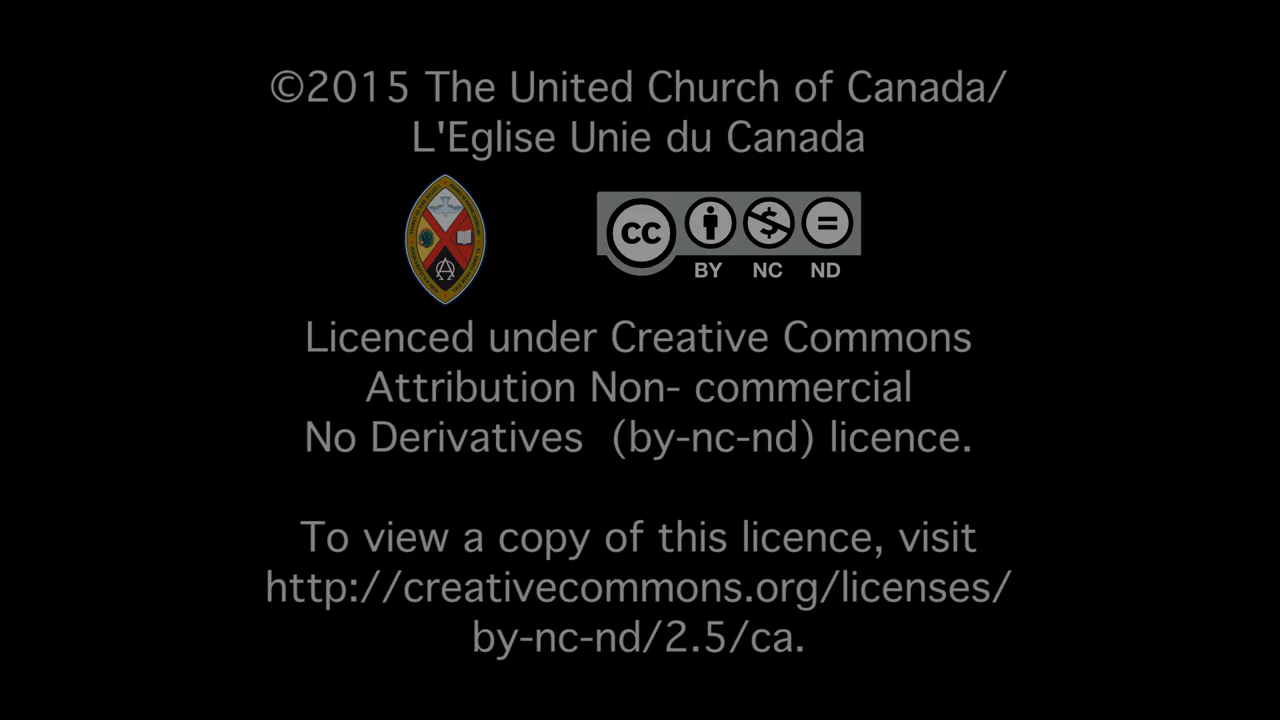 ©2015 The United Church of Canada/
L'Eglise Unie du Canada
cc
BY NC ND
Licenced under Creative Commons
Attribution Non- commercial
No Derivatives (by-nc-nd) licence.
To view a copy of this licence, visit
http://creativecommons.org/licenses/
by-nc-nd/2.5/ca.